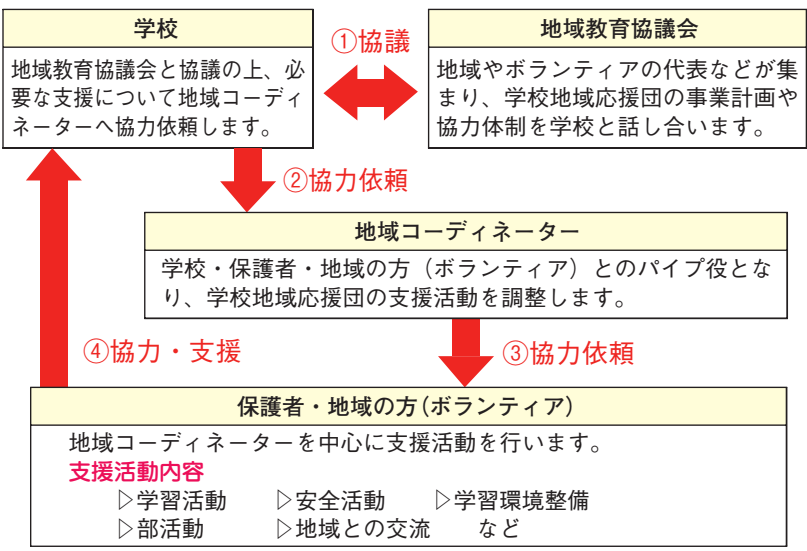 学校
地域教育協議会と協議の上、必
要な支援について地域コーディ
ネーターへ協力依頼します。
①協議
地域教育協議会
地域やボランティアの代表などが集
まり、学校地域応援団の事業計画や
協力体制を学校と話し合います。
②協力依頼
地域コーディネーター
学校・保護者・地域の方（ボランティア）とのパイプ役とな
り、学校地域応援団の支援活動を調整します。
④協力・支援
③協力依頼
保護者・地域の方(ボランティア)
地域コーディネーターを中心に支援活動を行います。
支援活動内容
▷学習活動　▷安全活動　▷学習環境整備
▷部活動　▷地域との交流　など